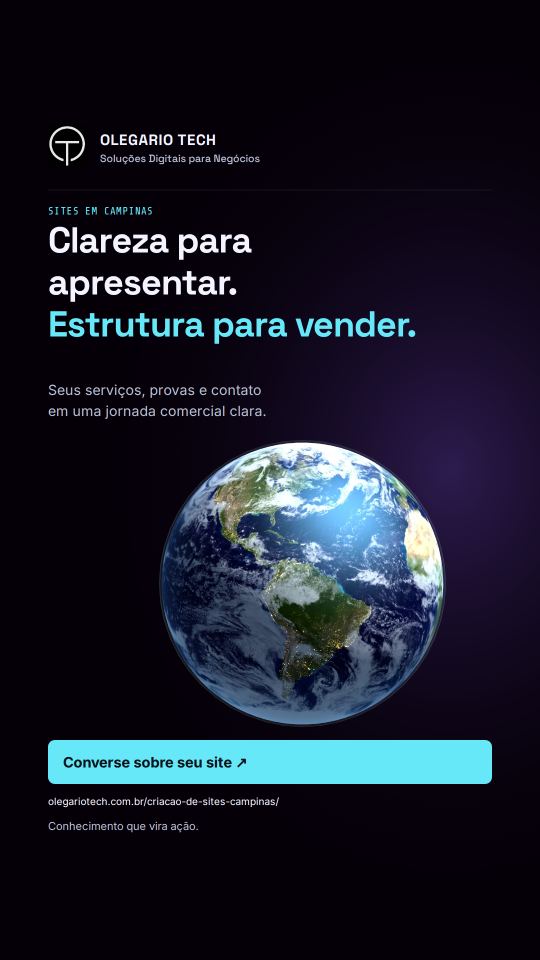 OLEGARIO TECH
Soluções Digitais para Negócios
SITES EM CAMPINAS
Clareza para
apresentar.
Estrutura para vender.
Seus serviços, provas e contato
em uma jornada comercial clara.
Converse sobre seu site ↗
olegariotech.com.br/criacao-de-sites-campinas/
Conhecimento que vira ação.